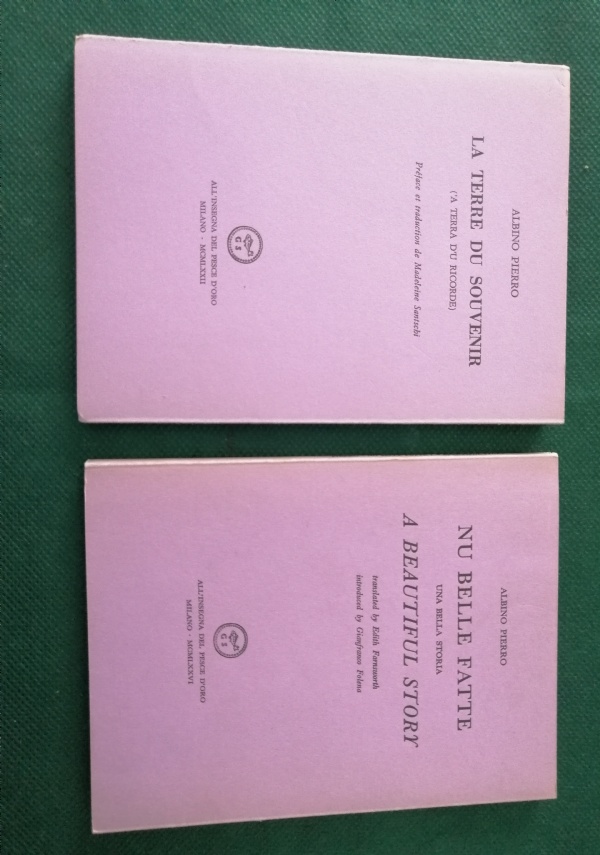 ALBINO PIERRO
LA TERRE DU SOUVENIR
('A TERRA D'U RICORDE)
Préface et traduction de Madeleine Santschi
G S
ALL'INSEGNA DEL PESCE D'ORO
MILANO - MCMLXXII
ALBINO PIERRO
NU BELLE FATTE
UNA BELLA STORIA
A BEAUTIFUL STORY
translated by Edith Farnsworth
introduced by Gianfranco Folena
G S
ALL'INSEGNA DEL PESCE D'ORO
MILANO - MCMLXXVI